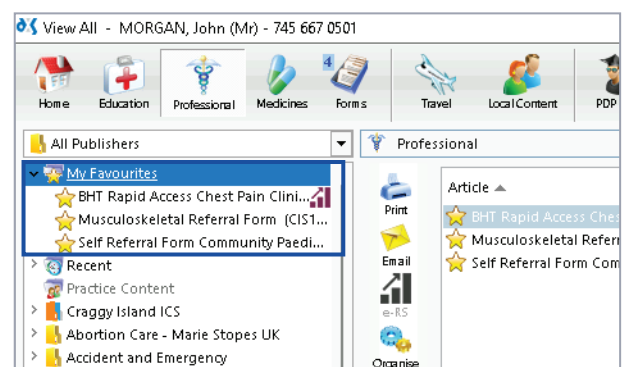 View All - MORGAN, John (Mr) - 745 667 0501
4
Home Education Professional Medicines Forms Travel Local Content PDP
All Publishers
Professional
My Favourites
BHT Rapid Access Chest Pain Clini...
Musculoskeletal Referral Form (CIS1...
Self Referral Form Community Paedi...
Recent
Practice Content
Craggy Island ICS
Abortion Care - Marie Stopes UK
Accident and Emergency
Print
Email
e-RS
Organise
Article
BHT Rapid Access Ches
Musculoskeletal Referr
Self Referral Form Com